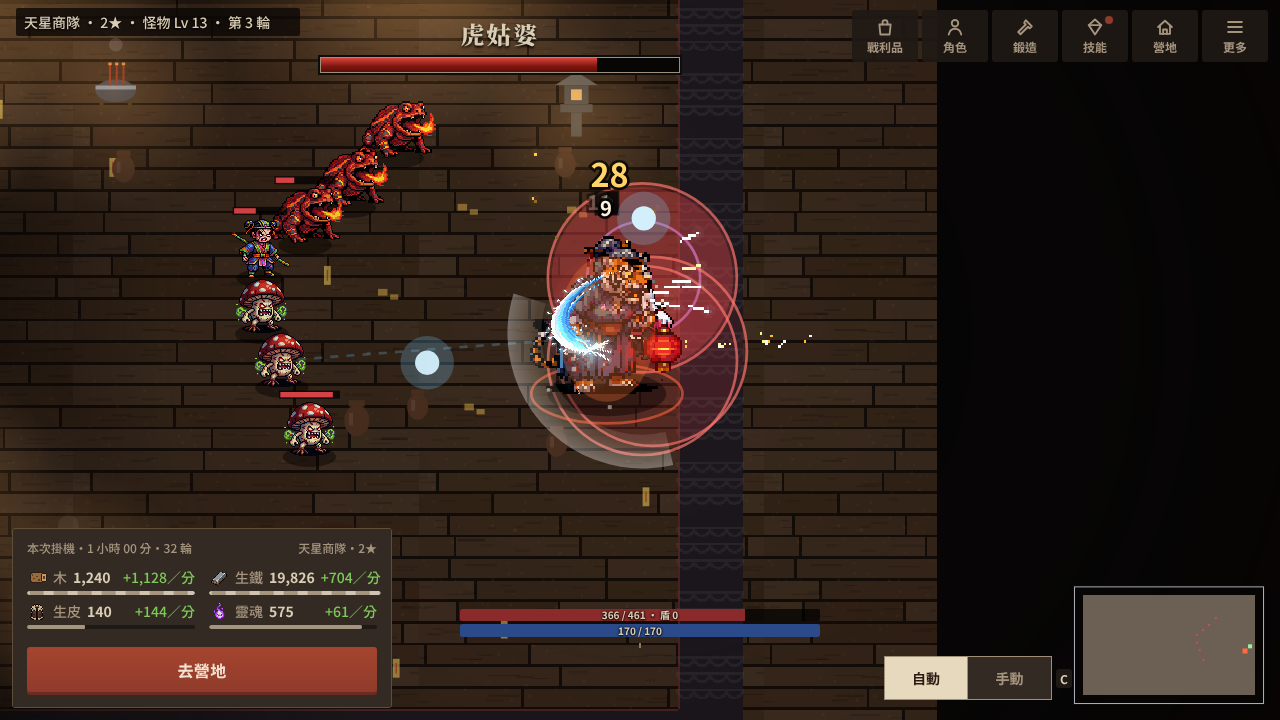 天星商隊 · 2★ · 怪物 Lv 13 · 第 3 輪
虎姑婆
戰利品
角色
鍛造
技能
營地
更多
28
9
本次掛機·1 小時 00 分·32 輪
天星商隊·2★
木 1,240 +1,128／分
生鐵 19,826 +704／分
生皮 140 +144／分
靈魂 575 +61／分
去營地
366 / 461 · 盾 0
170 / 170
自動
手動
C